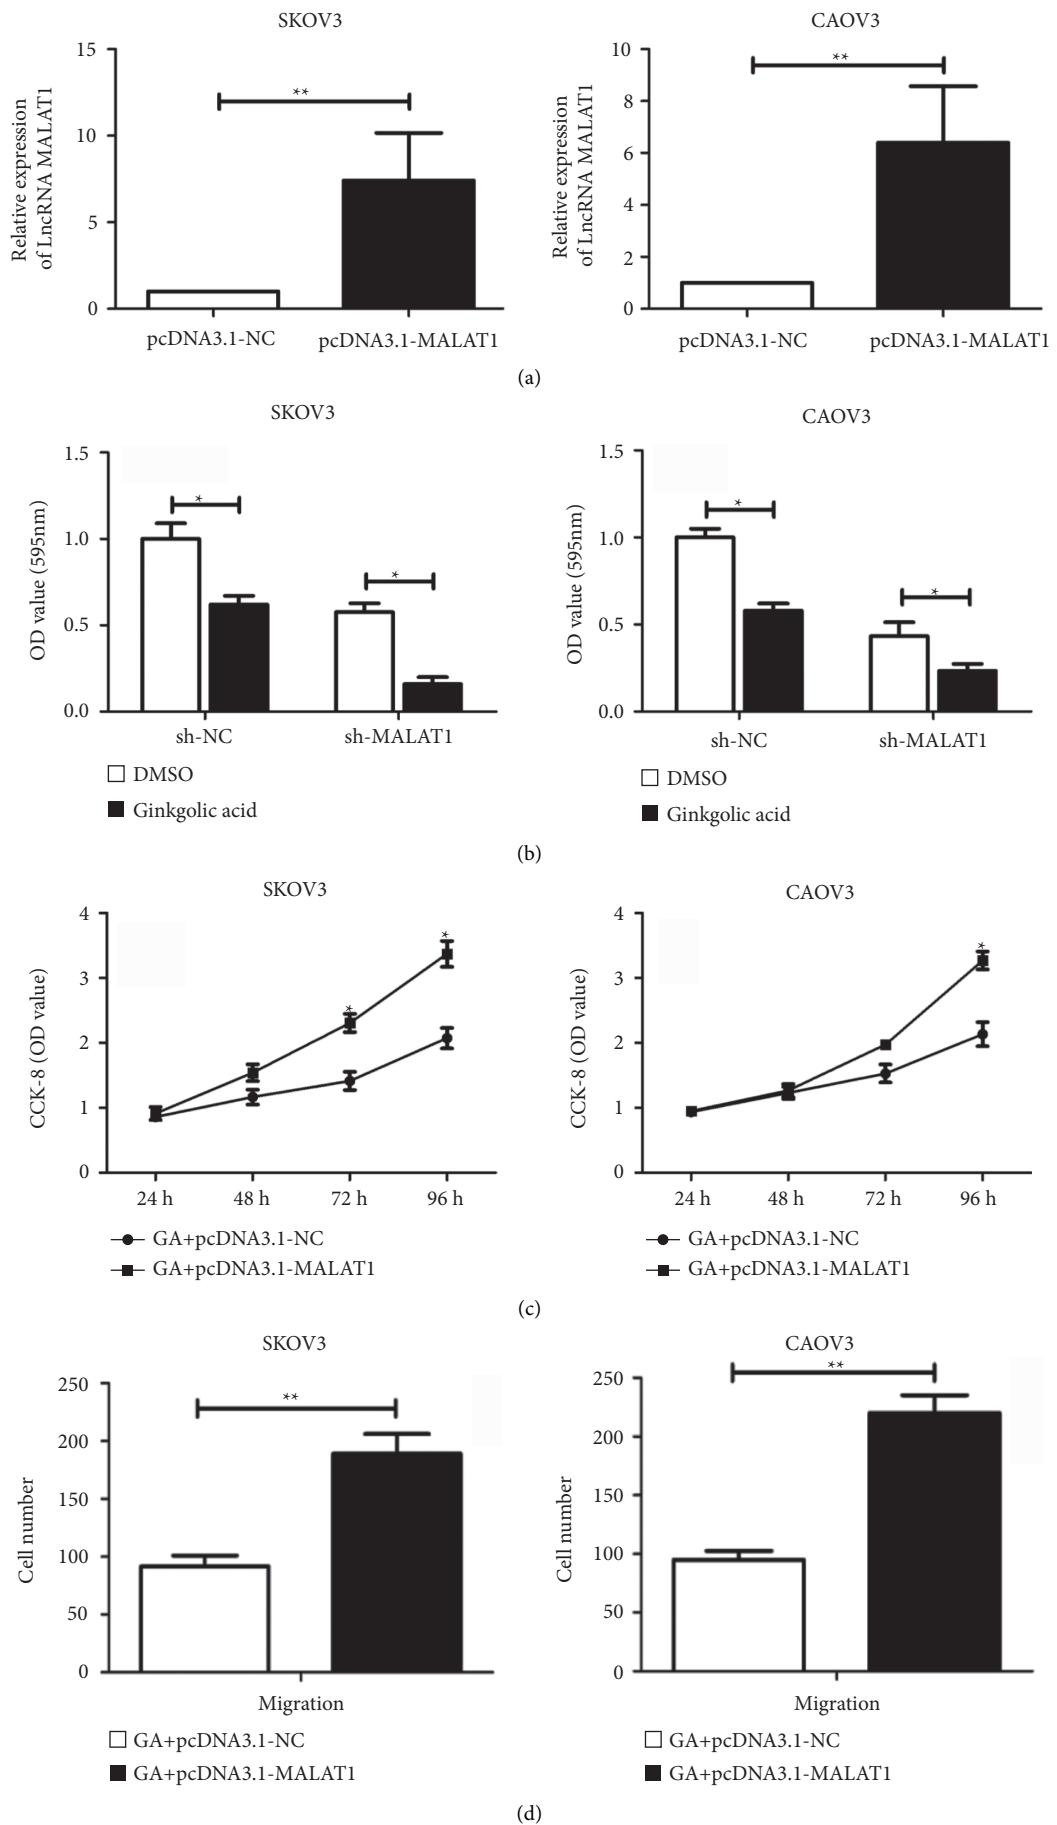 SKOV3
Relative expression
of LncRNA MALAT1
15
10
5
0
**
pcDNA3.1-NC
pcDNA3.1-MALAT1
CAOV3
Relative expression
of LncRNA MALAT1
10
8
6
4
2
0
**
pcDNA3.1-NC
pcDNA3.1-MALAT1
(a)
SKOV3
OD value (595nm)
1.5
1.0
0.5
0.0
*
*
sh-NC
sh-MALAT1
DMSO
Ginkgolic acid
CAOV3
OD value (595nm)
1.5
1.0
0.5
0.0
*
*
sh-NC
sh-MALAT1
DMSO
Ginkgolic acid
(b)
SKOV3
CCK-8 (OD value)
4
3
2
1
0
*
*
24 h
48 h
72 h
96 h
GA+pcDNA3.1-NC
GA+pcDNA3.1-MALAT1
CAOV3
CCK-8 (OD value)
4
3
2
1
0
*
24 h
48 h
72 h
96 h
GA+pcDNA3.1-NC
GA+pcDNA3.1-MALAT1
(c)
SKOV3
Cell number
250
200
150
100
50
0
**
Migration
GA+pcDNA3.1-NC
GA+pcDNA3.1-MALAT1
CAOV3
Cell number
250
200
150
100
50
0
**
Migration
GA+pcDNA3.1-NC
GA+pcDNA3.1-MALAT1
(d)